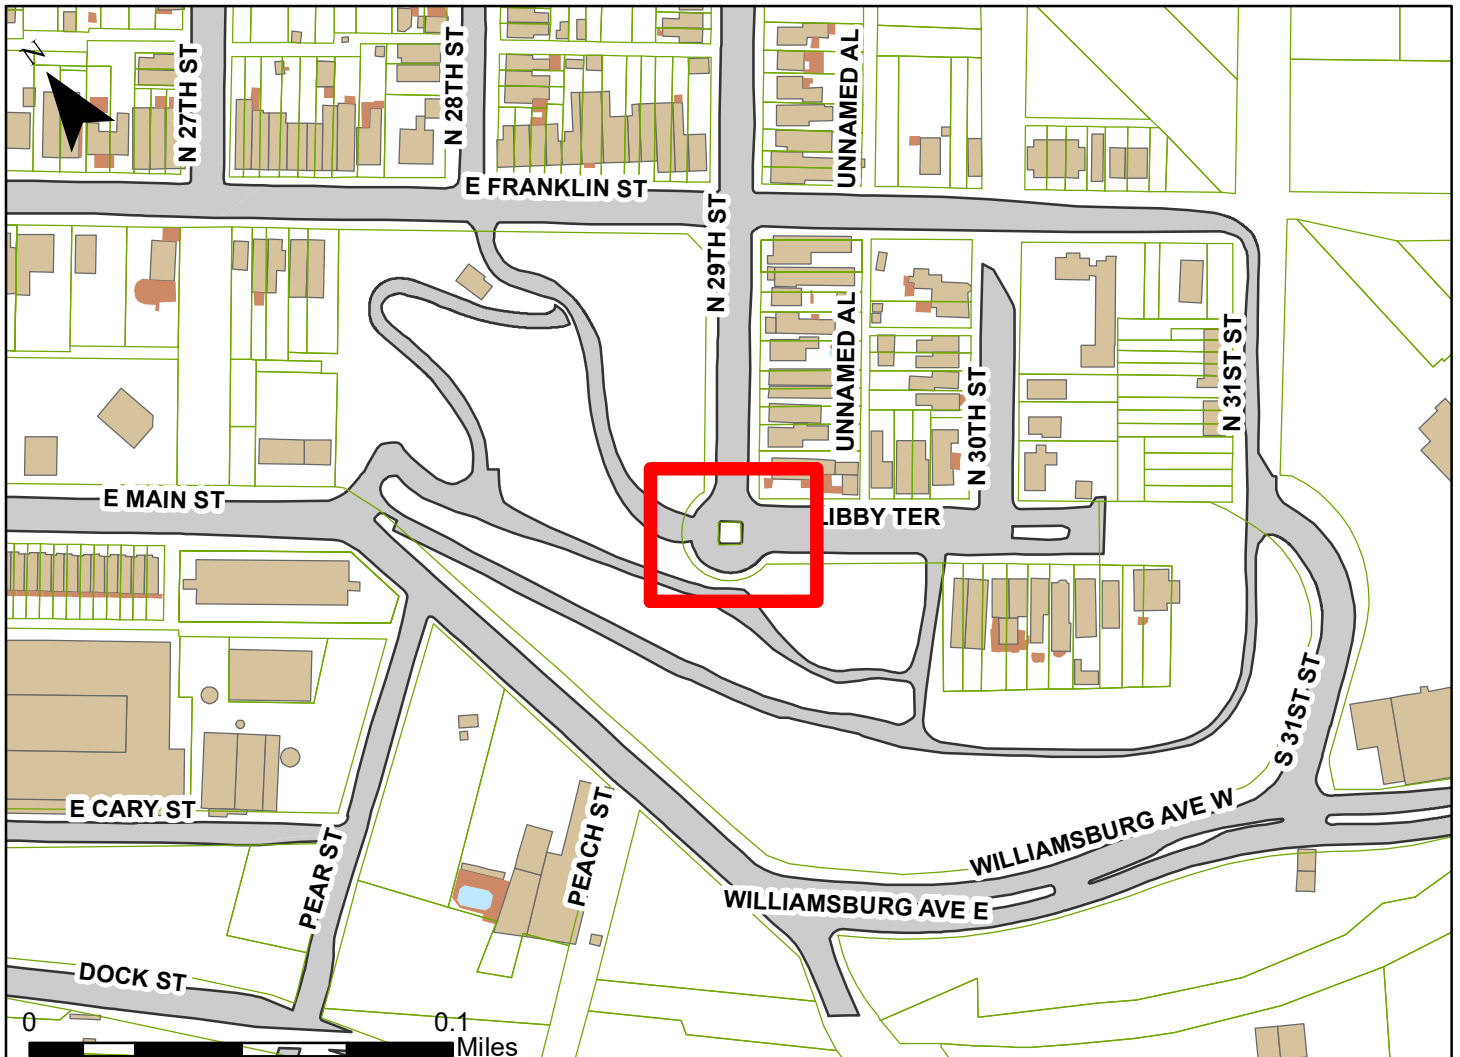 N
N 27TH ST
N 28TH ST
UNNAMED AL
E FRANKLIN ST
N 29TH ST
UNNAMED AL
N 31ST ST
N 30TH ST
E MAIN ST
LIBBY TER
S 31ST ST
E CARY ST
PEAR ST
PEACH ST
WILLIAMSBURG AVE W
WILLIAMSBURG AVE E
DOCK ST
0
0.1
Miles